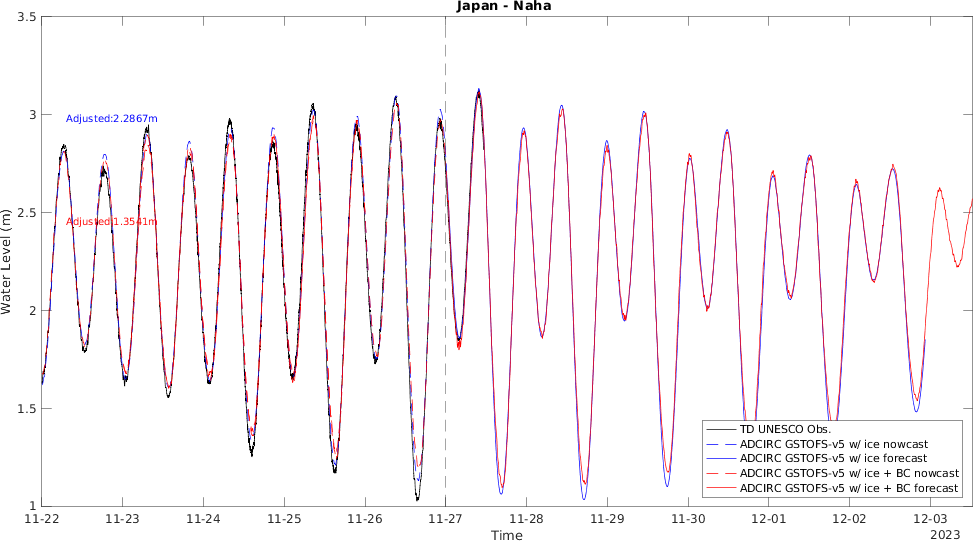 Japan - Naha
3.5
3
2.5
2
1.5
1
Water Level (m)
Adjusted:2.2867m
Adjusted:1.3541m
TD UNESCO Obs.
ADCIRC GSTOFS-v5 w/ ice nowcast
ADCIRC GSTOFS-v5 w/ ice forecast
ADCIRC GSTOFS-v5 w/ ice + BC nowcast
ADCIRC GSTOFS-v5 w/ ice + BC forecast
11-22 11-23 11-24 11-25 11-26 11-27 11-28 11-29 11-30 12-01 12-02 12-03
Time
2023